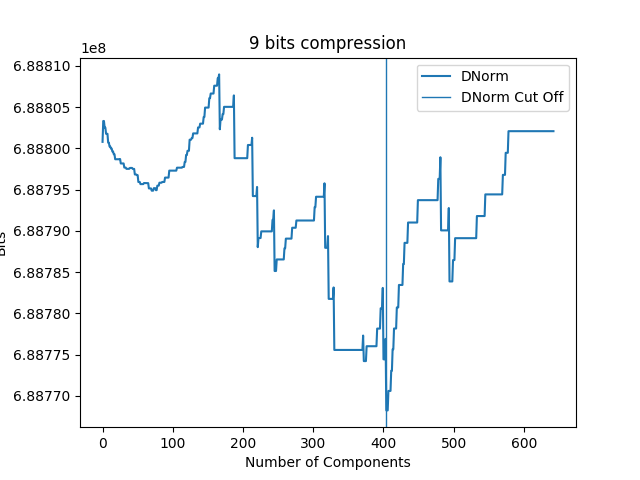 9 bits compression
1e8
6.88810
6.88805
6.88800
6.88795
6.88790
6.88785
6.88780
6.88775
6.88770
Bits
DNorm
DNorm Cut Off
0 100 200 300 400 500 600
Number of Components